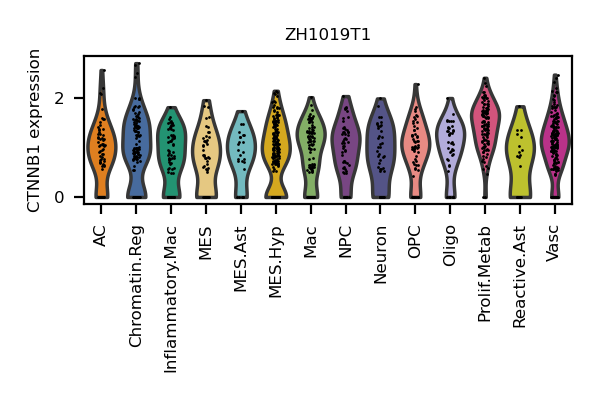 ZH1019T1
CTNNB1 expression
2
0
AC
Chromatin.Reg
Inflammatory.Mac
MES
MES.Ast
MES.Hyp
Mac
NPC
Neuron
OPC
Oligo
Prolif.Metab
Reactive.Ast
Vasc